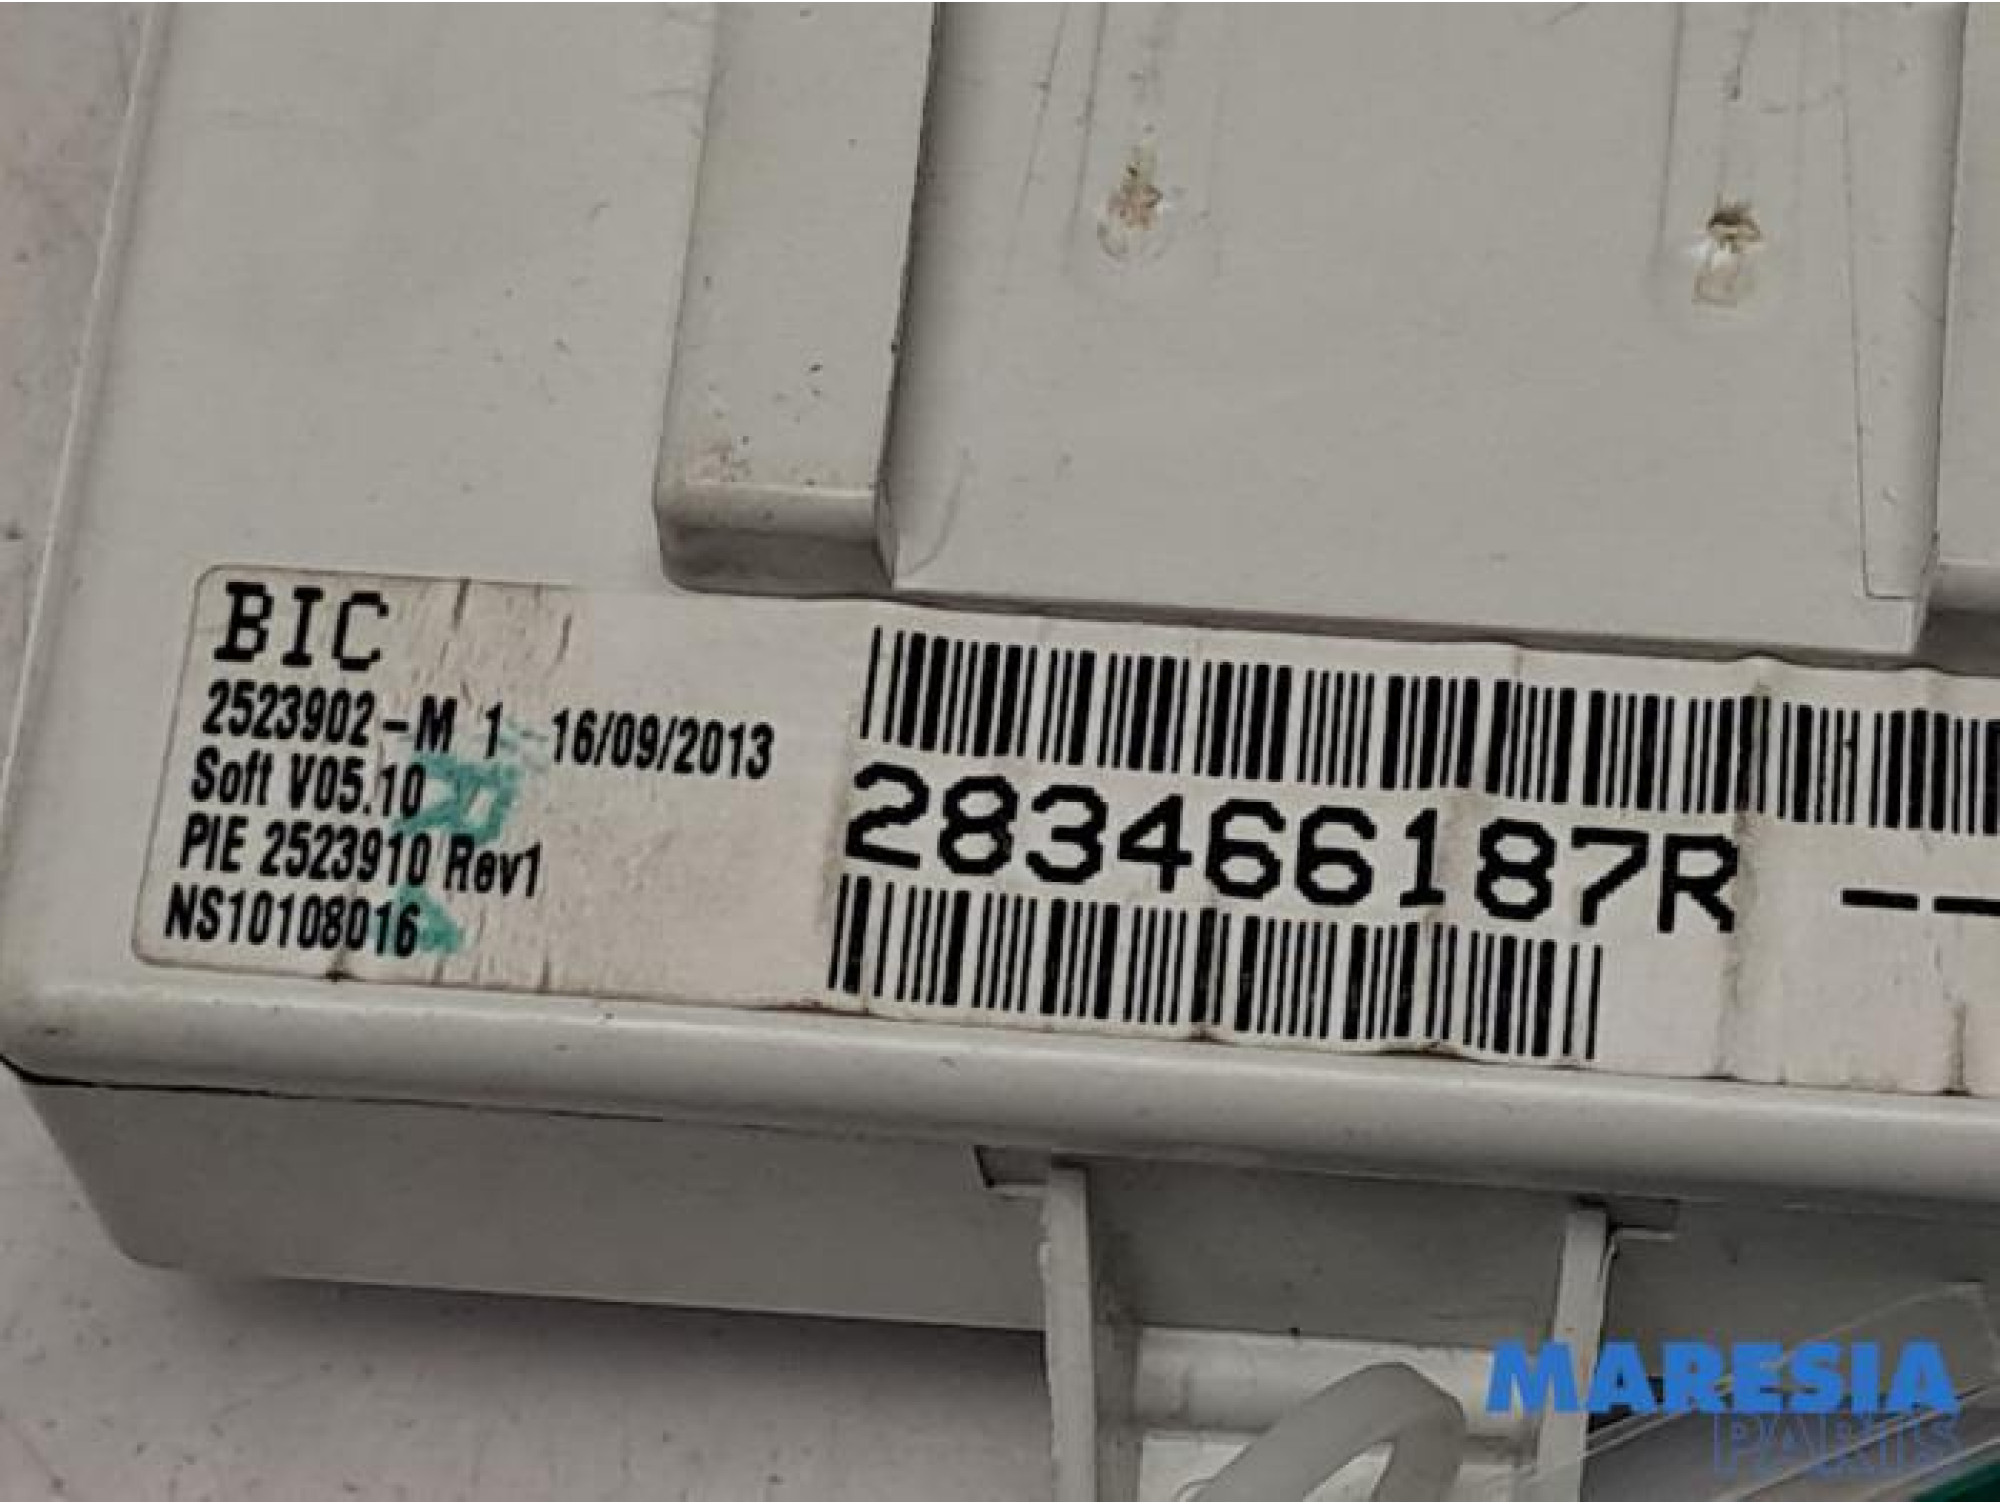 BIC
2523902-M 1 16/09/2013
Soft V05.10
PIE 2523910 Rev1
NS10108016
283466187R --
MARESIA
PARTS